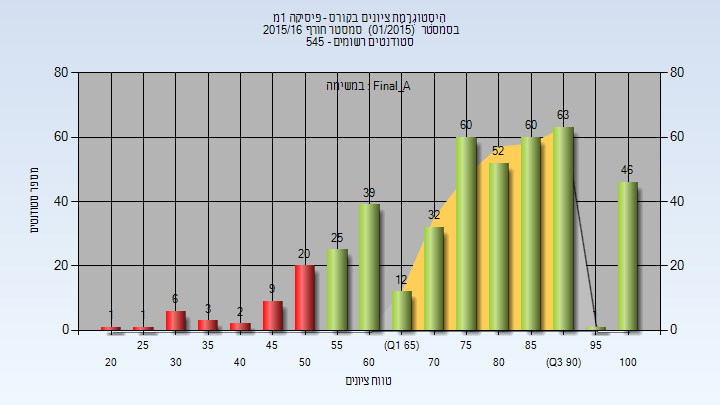 היסטוגרמת ציונים בקורס - פיסיקה 1מ
בסמסטר (01/2015) סמסטר חורף 2015/16
סטודנטים רשומים - 545
במשימה : Final_A
מספר סטודנטים
80 60 40 20 0
80 60 40 20 0
1 1 6 3 2 9 20 25 39 12 32 60 52 60 63 1 46
25 35 45 55 (Q1 65) 75 85 95
20 30 40 50 60 70 80 (Q3 90) 100
טווח ציונים